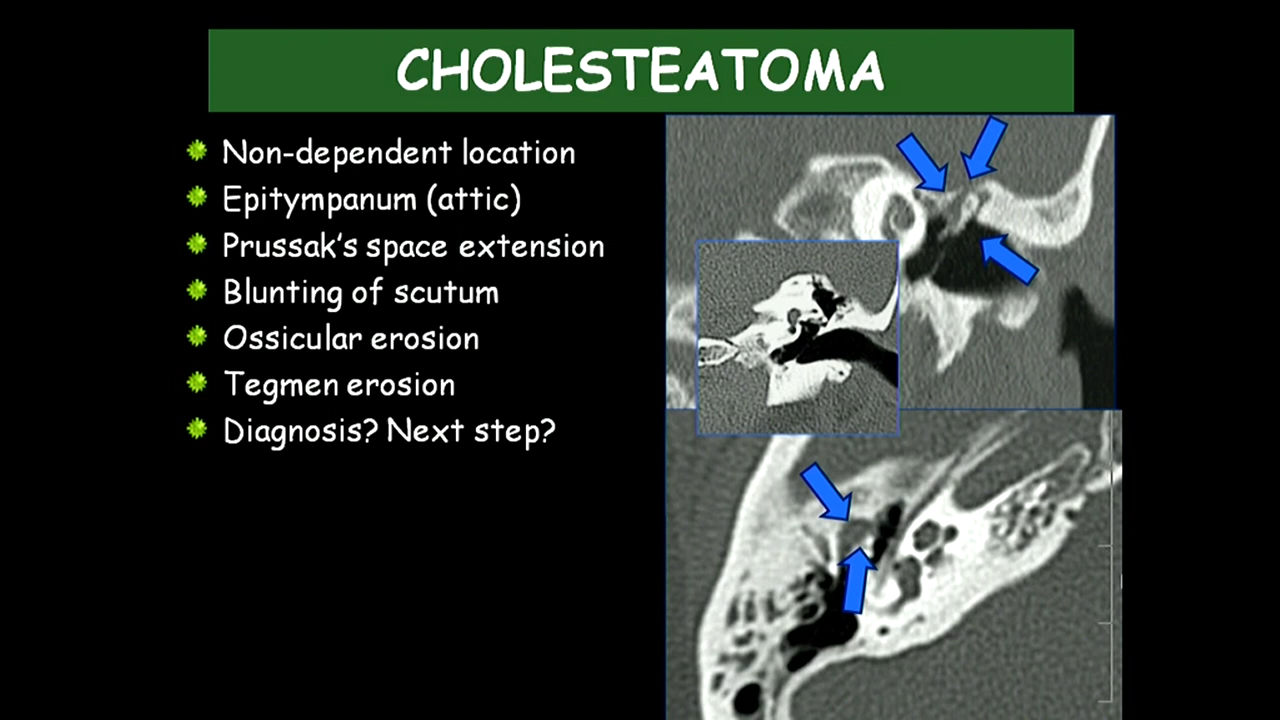 CHOLESTEATOMA
Non-dependent location
Epitympanum (attic)
Prussak's space extension
Blunting of scutum
Ossicular erosion
Tegmen erosion
Diagnosis? Next step?